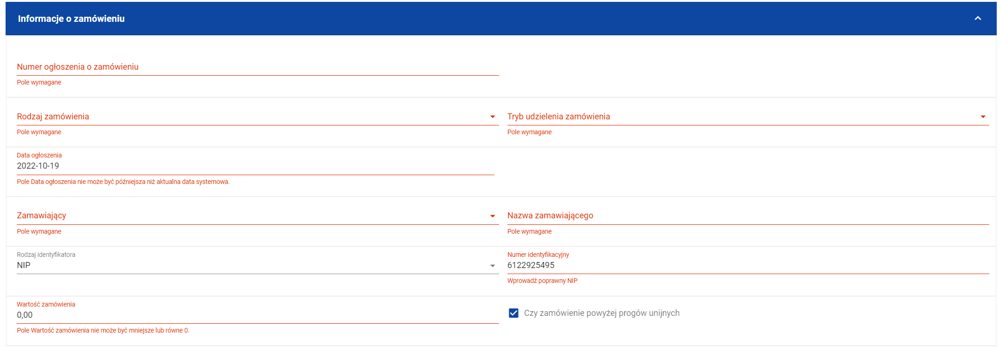 Informacje o zamówieniu
Numer ogłoszenia o zamówieniu
Pole wymagane
Rodzaj zamówienia
Tryb udzielenia zamówienia
Pole wymagane
Pole wymagane
Data ogłoszenia
2022-10-19
Pole Data ogłoszenia nie może być późniejsza niż aktualna data systemowa.
Zamawiający
Nazwa zamawiającego
Pole wymagane
Pole wymagane
Rodzaj identyfikatora
NIP
Numer identyfikacyjny
6122925495
Wprowadź poprawny NIP
Wartość zamówienia
0,00
Pole Wartość zamówienia nie może być mniejsze lub równe 0.
Czy zamówienie powyżej progów unijnych